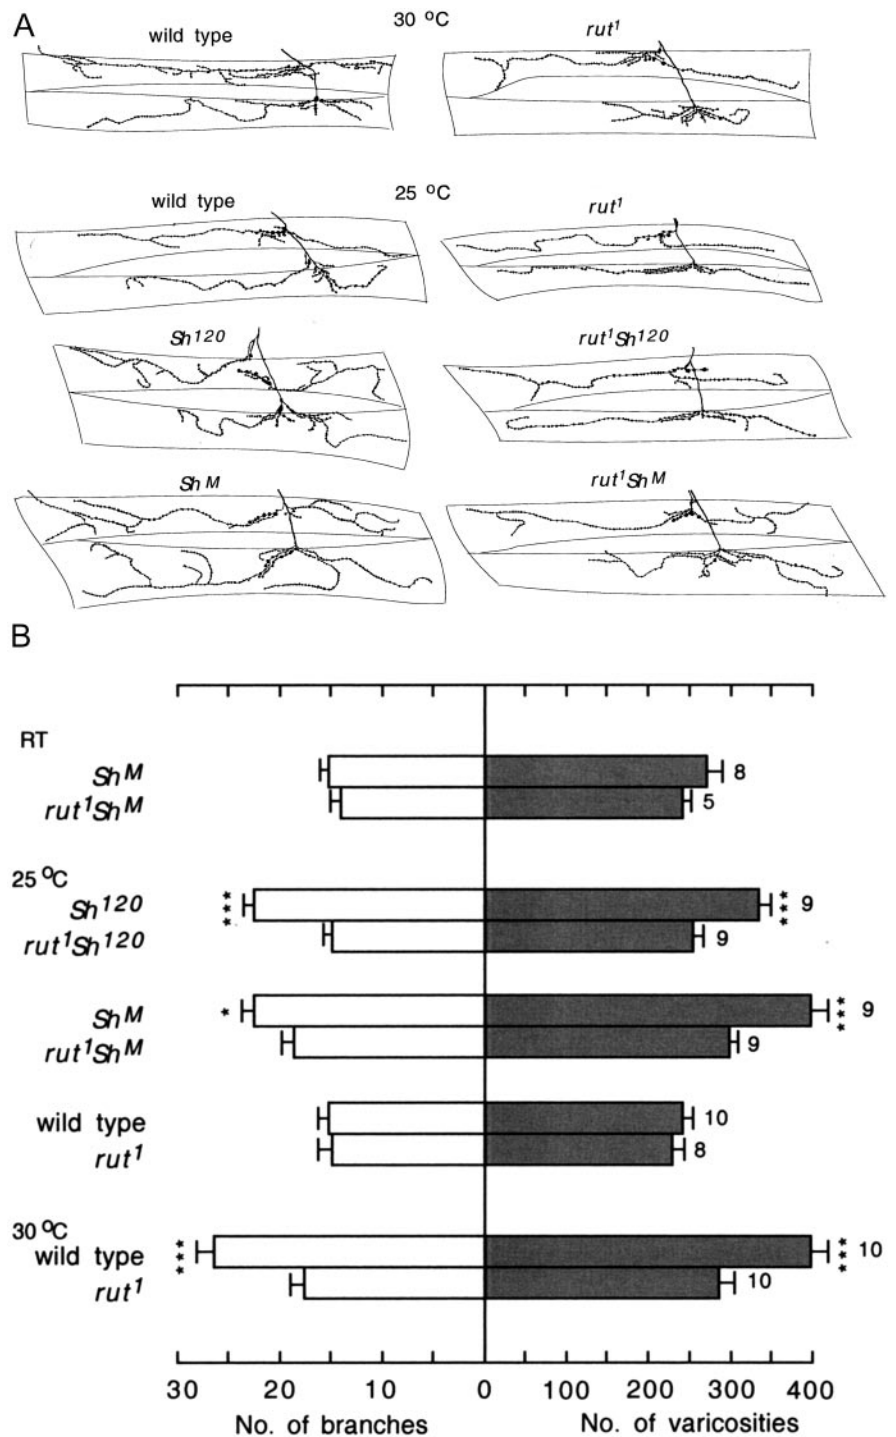 A
30 °C
wild type rut¹
25 °C
wild type rut¹
Sh¹²⁰ rut¹Sh¹²⁰
Shᴹ rut¹Shᴹ
B
RT
Shᴹ 8
rut¹Shᴹ 5
25 °C
Sh¹²⁰ *** *** 9
rut¹Sh¹²⁰ 9
Shᴹ * *** 9
rut¹Shᴹ 9
wild type 10
rut¹ 8
30 °C
wild type *** *** 10
rut¹ 10
30 20 10 0 100 200 300 400
No. of branches No. of varicosities